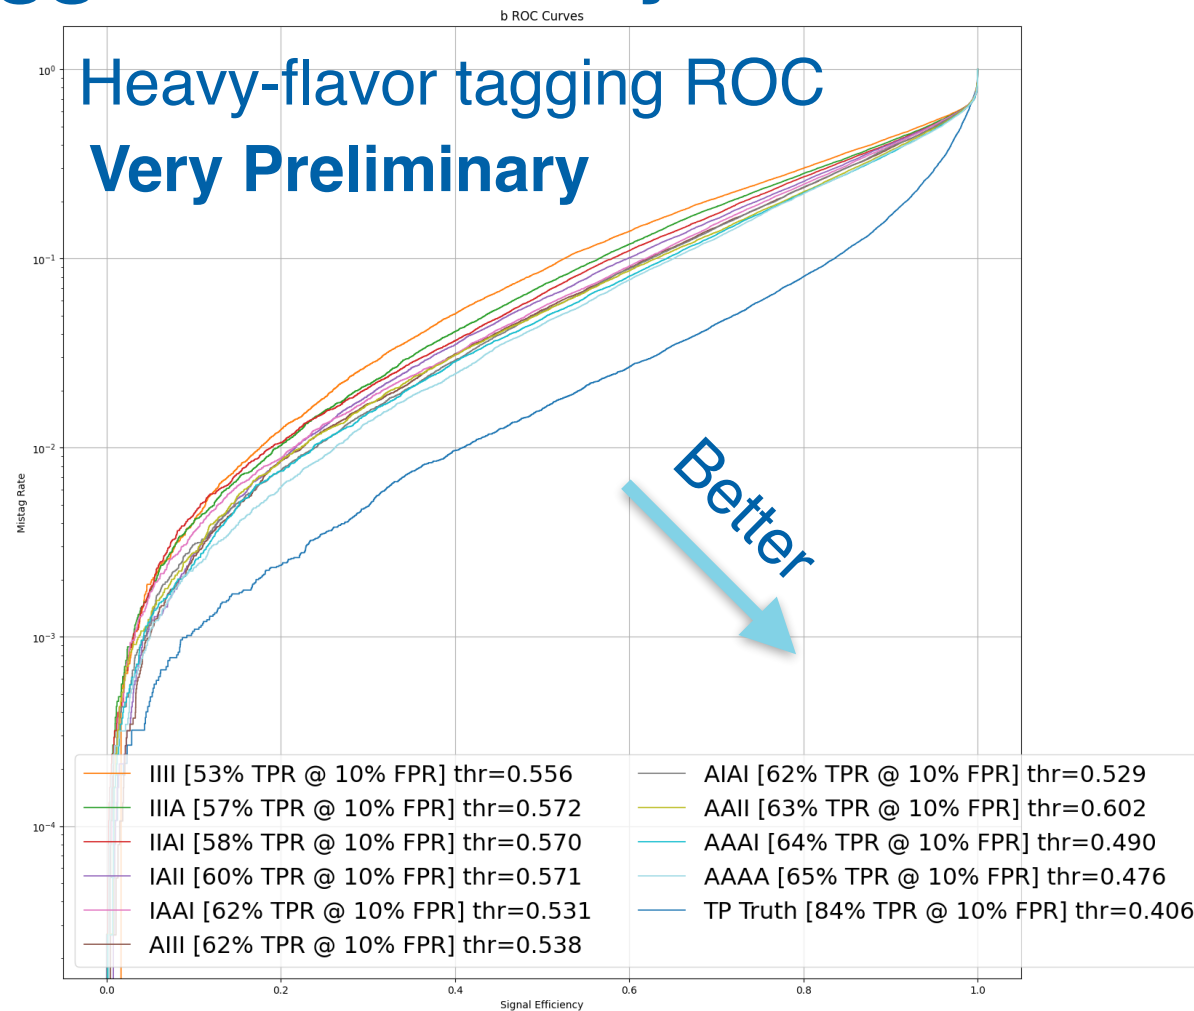 b ROC Curves
Heavy-flavor tagging ROC
Very Preliminary
Better
Mistag Rate
10⁰
10⁻¹
10⁻²
10⁻³
10⁻⁴
IIII [53% TPR @ 10% FPR] thr=0.556
IIIA [57% TPR @ 10% FPR] thr=0.572
IIAI [58% TPR @ 10% FPR] thr=0.570
IAII [60% TPR @ 10% FPR] thr=0.571
IAAI [62% TPR @ 10% FPR] thr=0.531
AIII [62% TPR @ 10% FPR] thr=0.538
AIAI [62% TPR @ 10% FPR] thr=0.529
AAII [63% TPR @ 10% FPR] thr=0.602
AAAI [64% TPR @ 10% FPR] thr=0.490
AAAA [65% TPR @ 10% FPR] thr=0.476
TP Truth [84% TPR @ 10% FPR] thr=0.406
0.0 0.2 0.4 0.6 0.8 1.0
Signal Efficiency